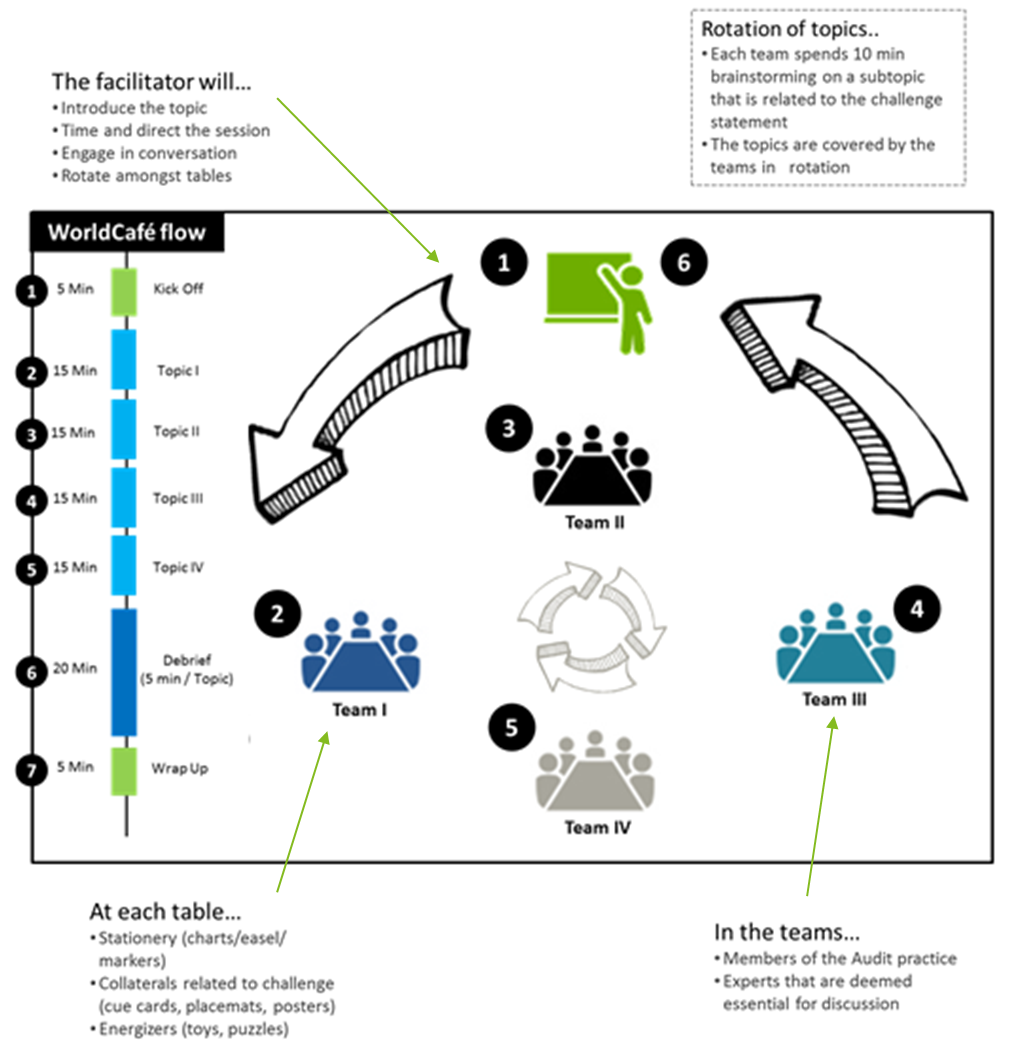 Rotation of topics..
• Each team spends 10 min
brainstorming on a subtopic
that is related to the challenge
statement
• The topics are covered by the
teams in rotation
The facilitator will...
• Introduce the topic
• Time and direct the session
• Engage in conversation
• Rotate amongst tables
WorldCafé flow
1 5 Min Kick Off
2 15 Min Topic I
3 15 Min Topic II
4 15 Min Topic III
5 15 Min Topic IV
6 20 Min Debrief
(5 min / Topic)
7 5 Min Wrap Up
1 6
3
Team II
2
Team I
4
Team III
5
Team IV
At each table...
• Stationery (charts/easel/
markers)
• Collaterals related to challenge
(cue cards, placemats, posters)
• Energizers (toys, puzzles)
In the teams...
• Members of the Audit practice
• Experts that are deemed
essential for discussion